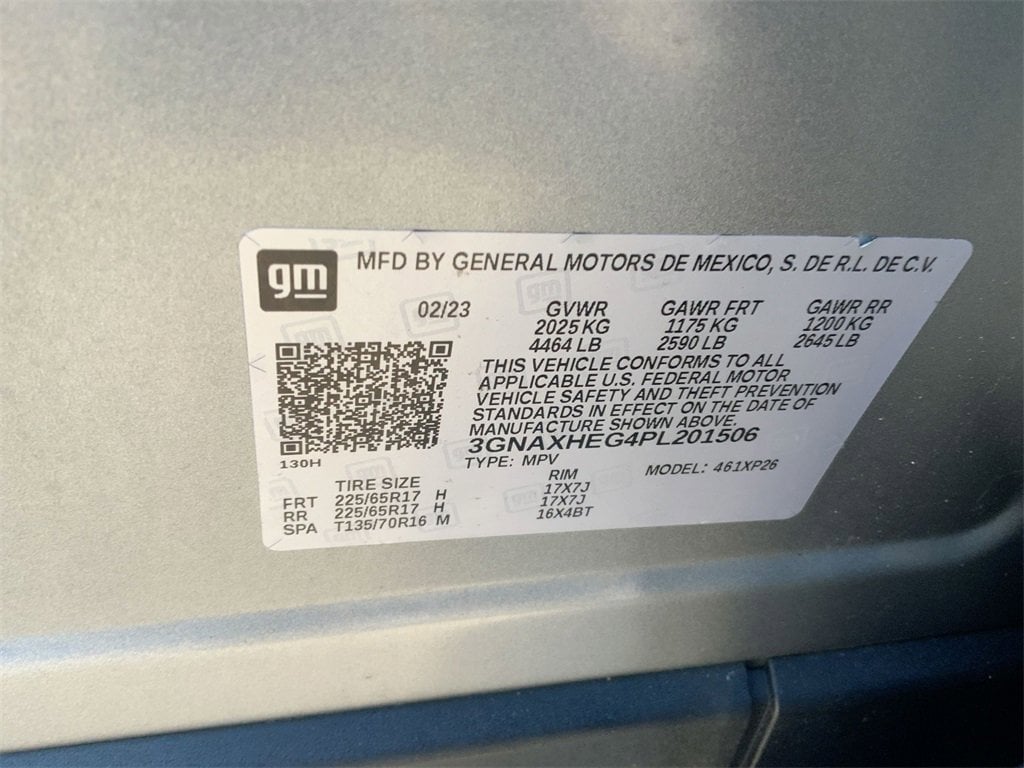 gm
MFD BY GENERAL MOTORS DE MEXICO, S. DE R.L. DE C.V.
02/23 GVWR GAWR FRT GAWR RR
2025 KG 1175 KG 1200 KG
4464 LB 2590 LB 2645 LB
THIS VEHICLE CONFORMS TO ALL
APPLICABLE U.S. FEDERAL MOTOR
VEHICLE SAFETY AND THEFT PREVENTION
STANDARDS IN EFFECT ON THE DATE OF
MANUFACTURE SHOWN ABOVE.
3GNAXHEG4PL201506
130H
TYPE: MPV MODEL: 461XP26
TIRE SIZE RIM
FRT 225/65R17 H 17X7J
RR 225/65R17 H 17X7J
SPA T135/70R16 M 16X4BT